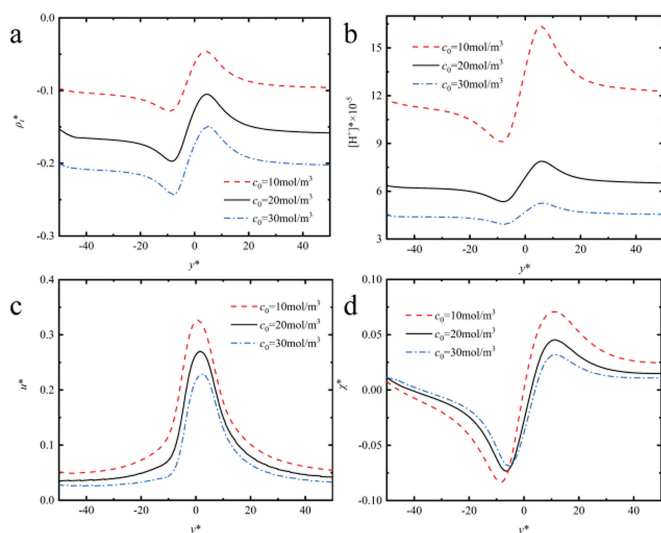 a
0.0
-0.1
-0.2
-0.3
ρt*
c0=10mol/m3
c0=20mol/m3
c0=30mol/m3
-40 -20 0 20 40
y*
b
15
12
9
6
3
[H+]*×10-5
c0=10mol/m3
c0=20mol/m3
c0=30mol/m3
-40 -20 0 20 40
y*
c
0.4
0.3
0.2
0.1
0.0
u*
c0=10mol/m3
c0=20mol/m3
c0=30mol/m3
-40 -20 0 20 40
y*
d
0.10
0.05
0.00
-0.05
-0.10
χ*
c0=10mol/m3
c0=20mol/m3
c0=30mol/m3
-40 -20 0 20 40
y*